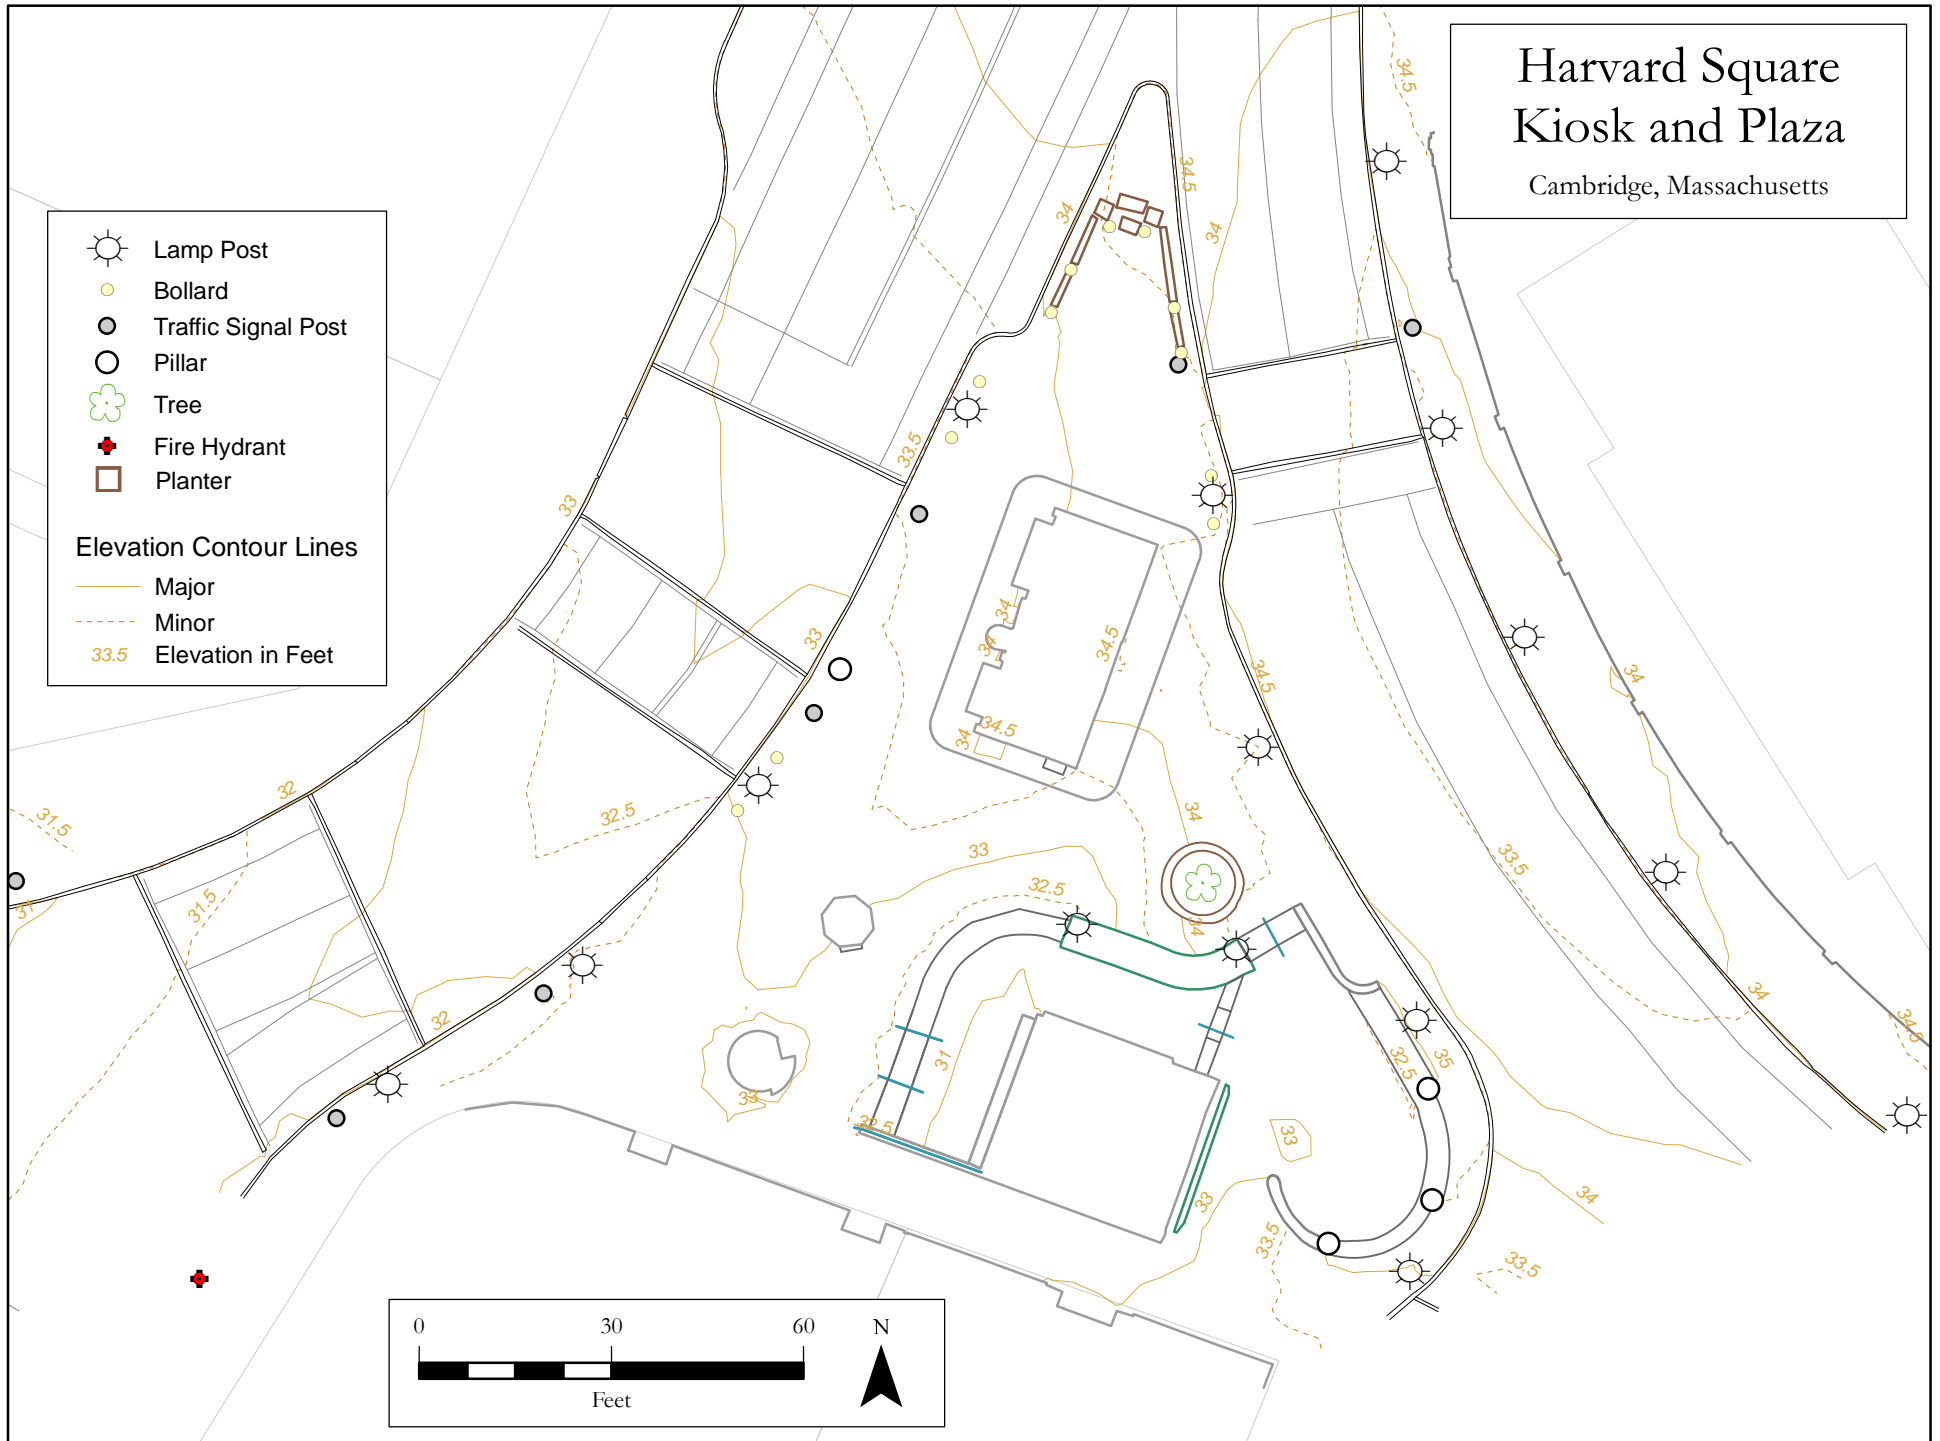 Harvard Square
Kiosk and Plaza
Cambridge, Massachusetts
Lamp Post
Bollard
Traffic Signal Post
Pillar
Tree
Fire Hydrant
Planter
Elevation Contour Lines
Major
Minor
33.5 Elevation in Feet
34.5
34.5
34
34
33.5
33
33
34
34
34.5
34.5
34
34.5
34
34
32
32.5
31.5
33
32.5
33.5
31.5
31
34
32
34
34.5
31
32.5
35
33
32.5
33
33
34
33.5
33.5
0 30 60
Feet
N